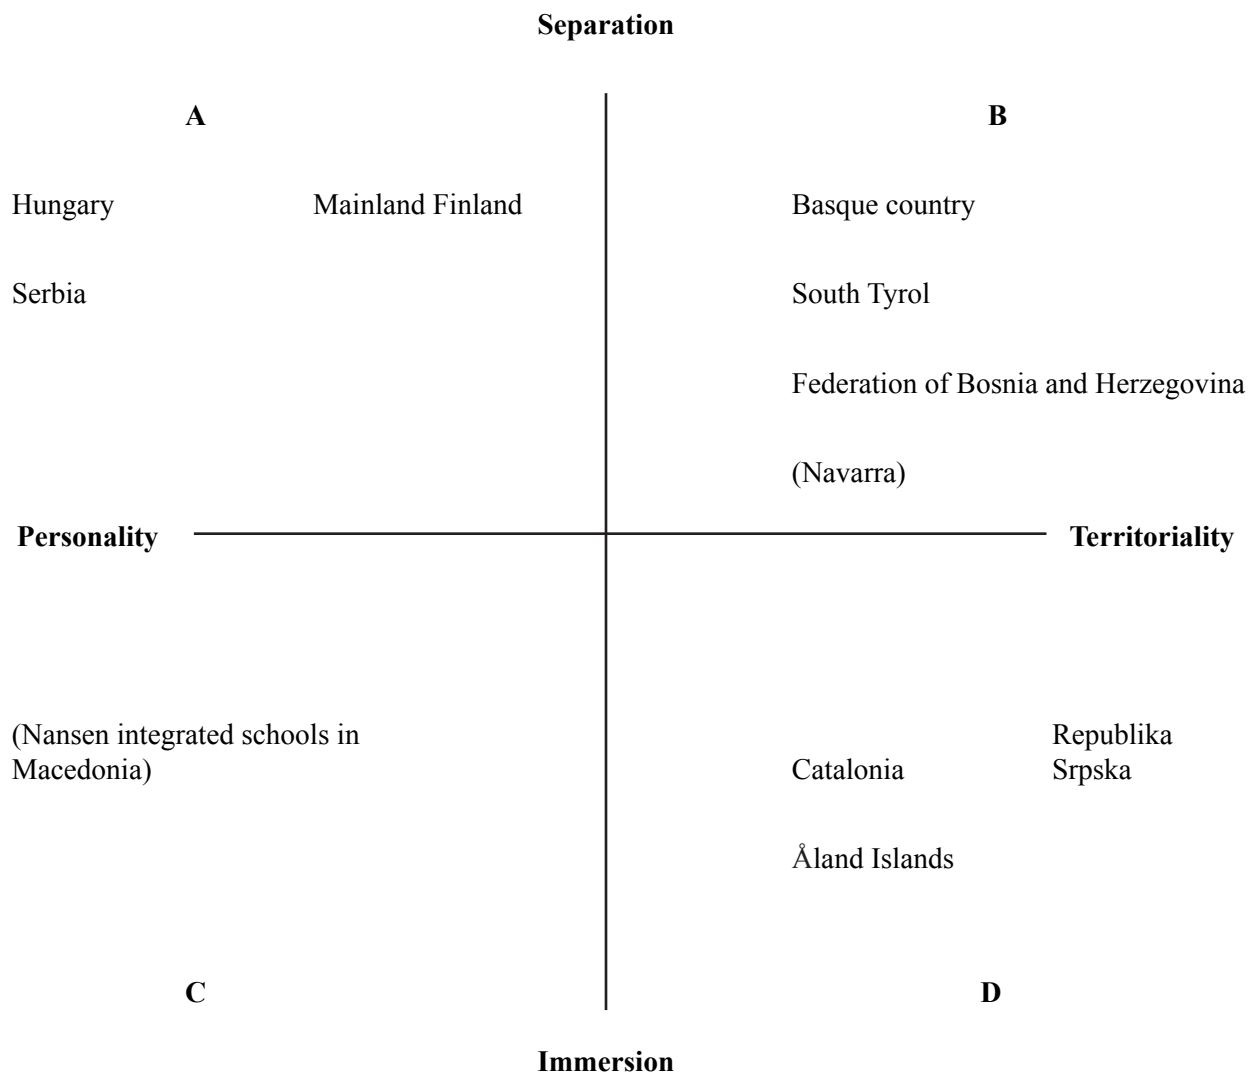 Separation
A
B
Hungary
Mainland Finland
Basque country
Serbia
South Tyrol
Federation of Bosnia and Herzegovina
(Navarra)
Personality
Territoriality
(Nansen integrated schools in
Macedonia)
Catalonia
Republika
Srpska
Åland Islands
C
D
Immersion